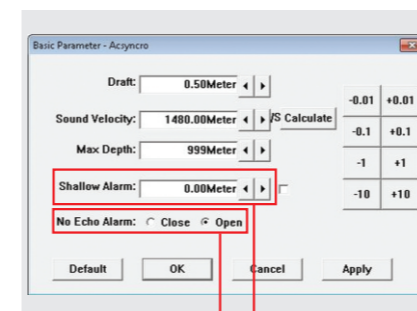 Basic Parameter - Acsyncro
Draft: 0.50Meter
Sound Velocity: 1480.00Meter /S Calculate
Max Depth: 999Meter
Shallow Alarm: 0.00Meter
No Echo Alarm: Close Open
-0.01 +0.01
-0.1 +0.1
-1 +1
-10 +10
Default OK Cancel Apply